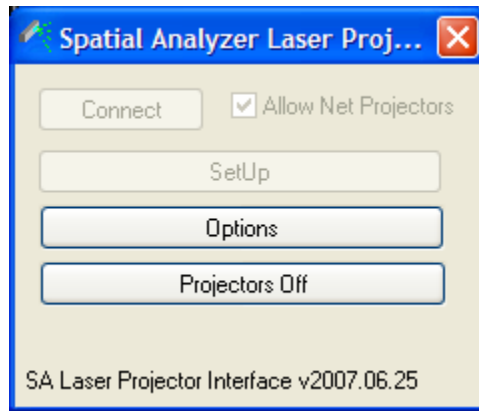 Spatial Analyzer Laser Proj...
Connect Allow Net Projectors
SetUp
Options
Projectors Off
SA Laser Projector Interface v2007.06.25